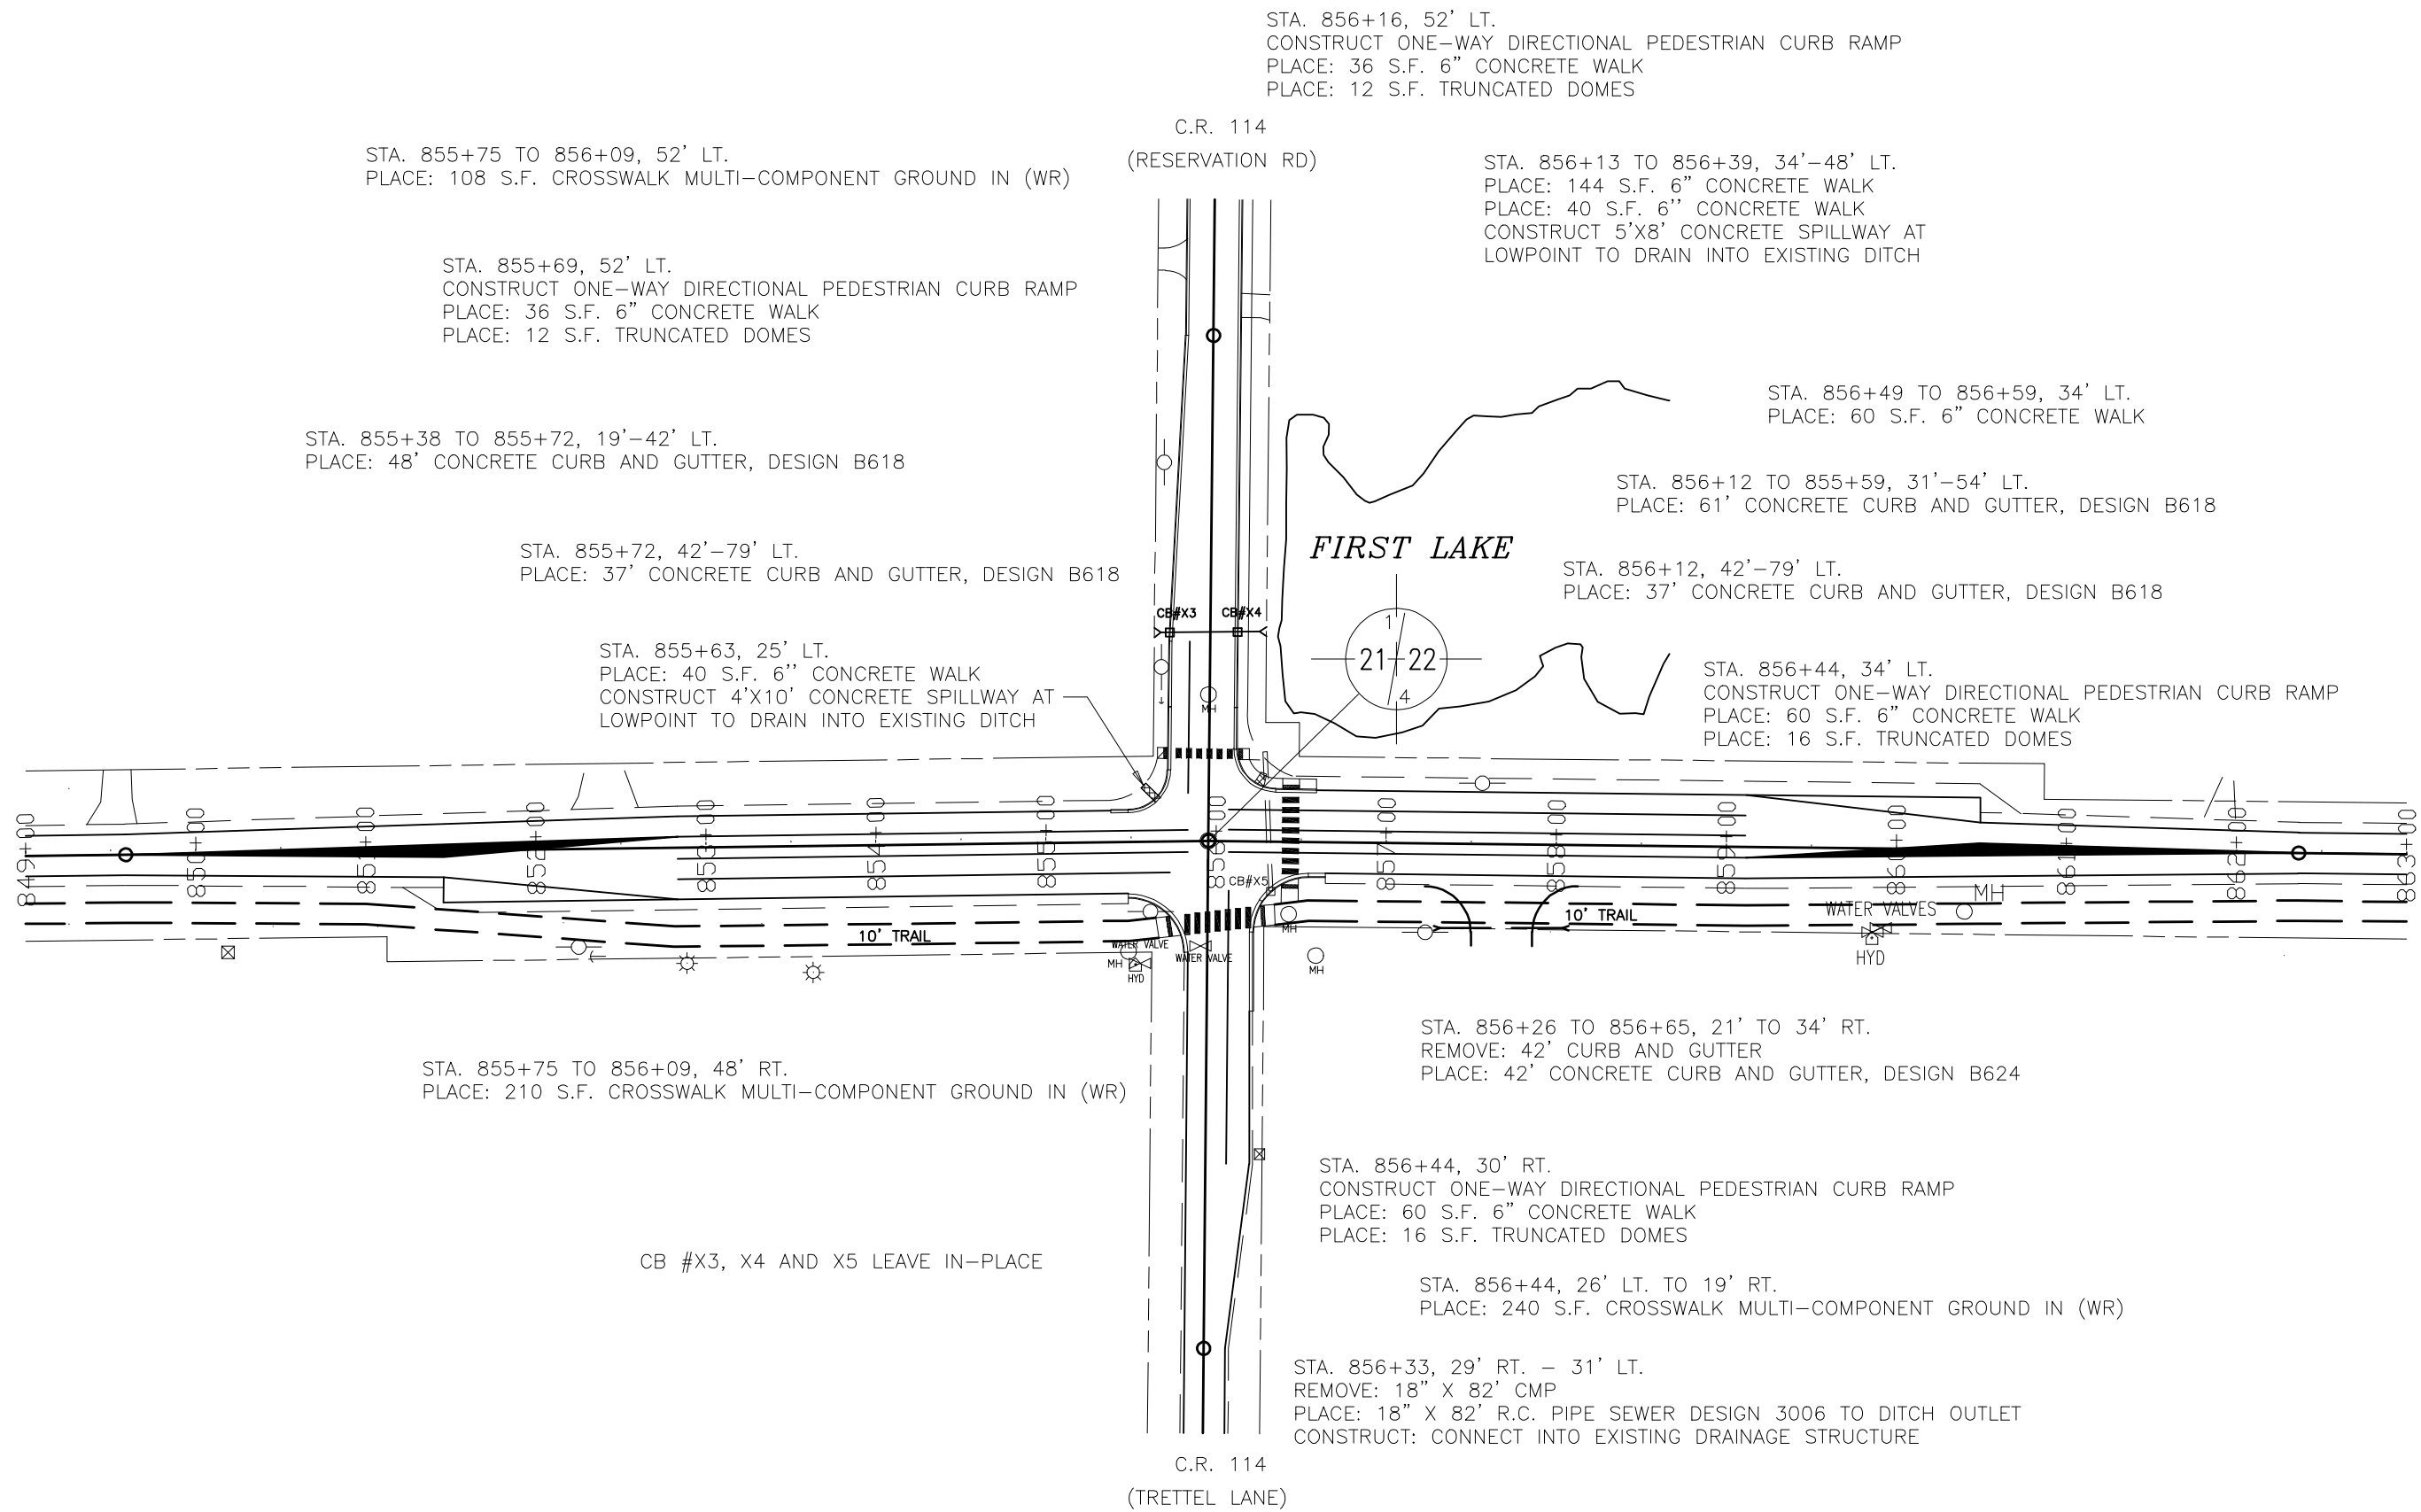 STA. 856+16, 52' LT.
CONSTRUCT ONE-WAY DIRECTIONAL PEDESTRIAN CURB RAMP
PLACE: 36 S.F. 6" CONCRETE WALK
PLACE: 12 S.F. TRUNCATED DOMES
C.R. 114
(RESERVATION RD)
STA. 855+75 TO 856+09, 52' LT.
PLACE: 108 S.F. CROSSWALK MULTI-COMPONENT GROUND IN (WR)
STA. 856+13 TO 856+39, 34'-48' LT.
PLACE: 144 S.F. 6" CONCRETE WALK
PLACE: 40 S.F. 6'' CONCRETE WALK
CONSTRUCT 5'X8' CONCRETE SPILLWAY AT
LOWPOINT TO DRAIN INTO EXISTING DITCH
STA. 855+69, 52' LT.
CONSTRUCT ONE-WAY DIRECTIONAL PEDESTRIAN CURB RAMP
PLACE: 36 S.F. 6" CONCRETE WALK
PLACE: 12 S.F. TRUNCATED DOMES
STA. 856+49 TO 856+59, 34' LT.
PLACE: 60 S.F. 6" CONCRETE WALK
STA. 855+38 TO 855+72, 19'-42' LT.
PLACE: 48' CONCRETE CURB AND GUTTER, DESIGN B618
STA. 856+12 TO 855+59, 31'-54' LT.
PLACE: 61' CONCRETE CURB AND GUTTER, DESIGN B618
FIRST LAKE
STA. 855+72, 42'-79' LT.
PLACE: 37' CONCRETE CURB AND GUTTER, DESIGN B618
STA. 856+12, 42'-79' LT.
PLACE: 37' CONCRETE CURB AND GUTTER, DESIGN B618
CB#X3 CB#X4
1
21 22
4
STA. 855+63, 25' LT.
PLACE: 40 S.F. 6'' CONCRETE WALK
CONSTRUCT 4'X10' CONCRETE SPILLWAY AT
LOWPOINT TO DRAIN INTO EXISTING DITCH
MH
STA. 856+44, 34' LT.
CONSTRUCT ONE-WAY DIRECTIONAL PEDESTRIAN CURB RAMP
PLACE: 60 S.F. 6" CONCRETE WALK
PLACE: 16 S.F. TRUNCATED DOMES
849+00 850+00 851+00 852+00 853+00 854+00 855+00 856+00 857+00 858+00 859+00 860+00 861+00 862+00 863+00
CB#X5
MH
WATER VALVES
10' TRAIL
10' TRAIL
MH
WATER VALVE
WATER VALVE
MH
HYD
MH
HYD
STA. 856+26 TO 856+65, 21' TO 34' RT.
REMOVE: 42' CURB AND GUTTER
PLACE: 42' CONCRETE CURB AND GUTTER, DESIGN B624
STA. 855+75 TO 856+09, 48' RT.
PLACE: 210 S.F. CROSSWALK MULTI-COMPONENT GROUND IN (WR)
STA. 856+44, 30' RT.
CONSTRUCT ONE-WAY DIRECTIONAL PEDESTRIAN CURB RAMP
PLACE: 60 S.F. 6" CONCRETE WALK
PLACE: 16 S.F. TRUNCATED DOMES
CB #X3, X4 AND X5 LEAVE IN-PLACE
STA. 856+44, 26' LT. TO 19' RT.
PLACE: 240 S.F. CROSSWALK MULTI-COMPONENT GROUND IN (WR)
STA. 856+33, 29' RT. - 31' LT.
REMOVE: 18" X 82' CMP
PLACE: 18" X 82' R.C. PIPE SEWER DESIGN 3006 TO DITCH OUTLET
CONSTRUCT: CONNECT INTO EXISTING DRAINAGE STRUCTURE
C.R. 114
(TRETTEL LANE)